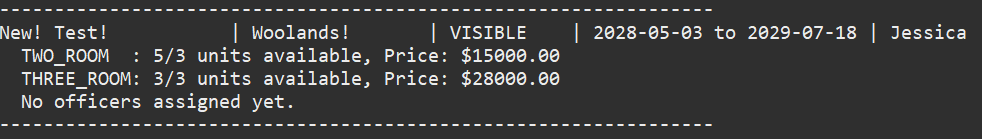 ----------------------------------------------------------------------
New! Test!           | Woolands!       | VISIBLE    | 2028-05-03 to 2029-07-18 | Jessica
  TWO_ROOM  : 5/3 units available, Price: $15000.00
  THREE_ROOM: 3/3 units available, Price: $28000.00
  No officers assigned yet.
----------------------------------------------------------------------